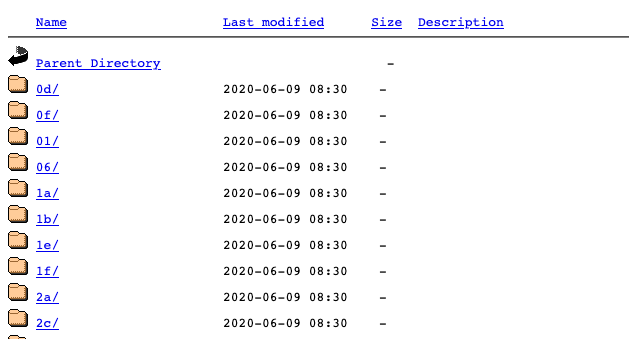 Name Last modified Size Description
Parent Directory -
0d/ 2020-06-09 08:30 -
0f/ 2020-06-09 08:30 -
01/ 2020-06-09 08:30 -
06/ 2020-06-09 08:30 -
1a/ 2020-06-09 08:30 -
1b/ 2020-06-09 08:30 -
1e/ 2020-06-09 08:30 -
1f/ 2020-06-09 08:30 -
2a/ 2020-06-09 08:30 -
2c/ 2020-06-09 08:30 -